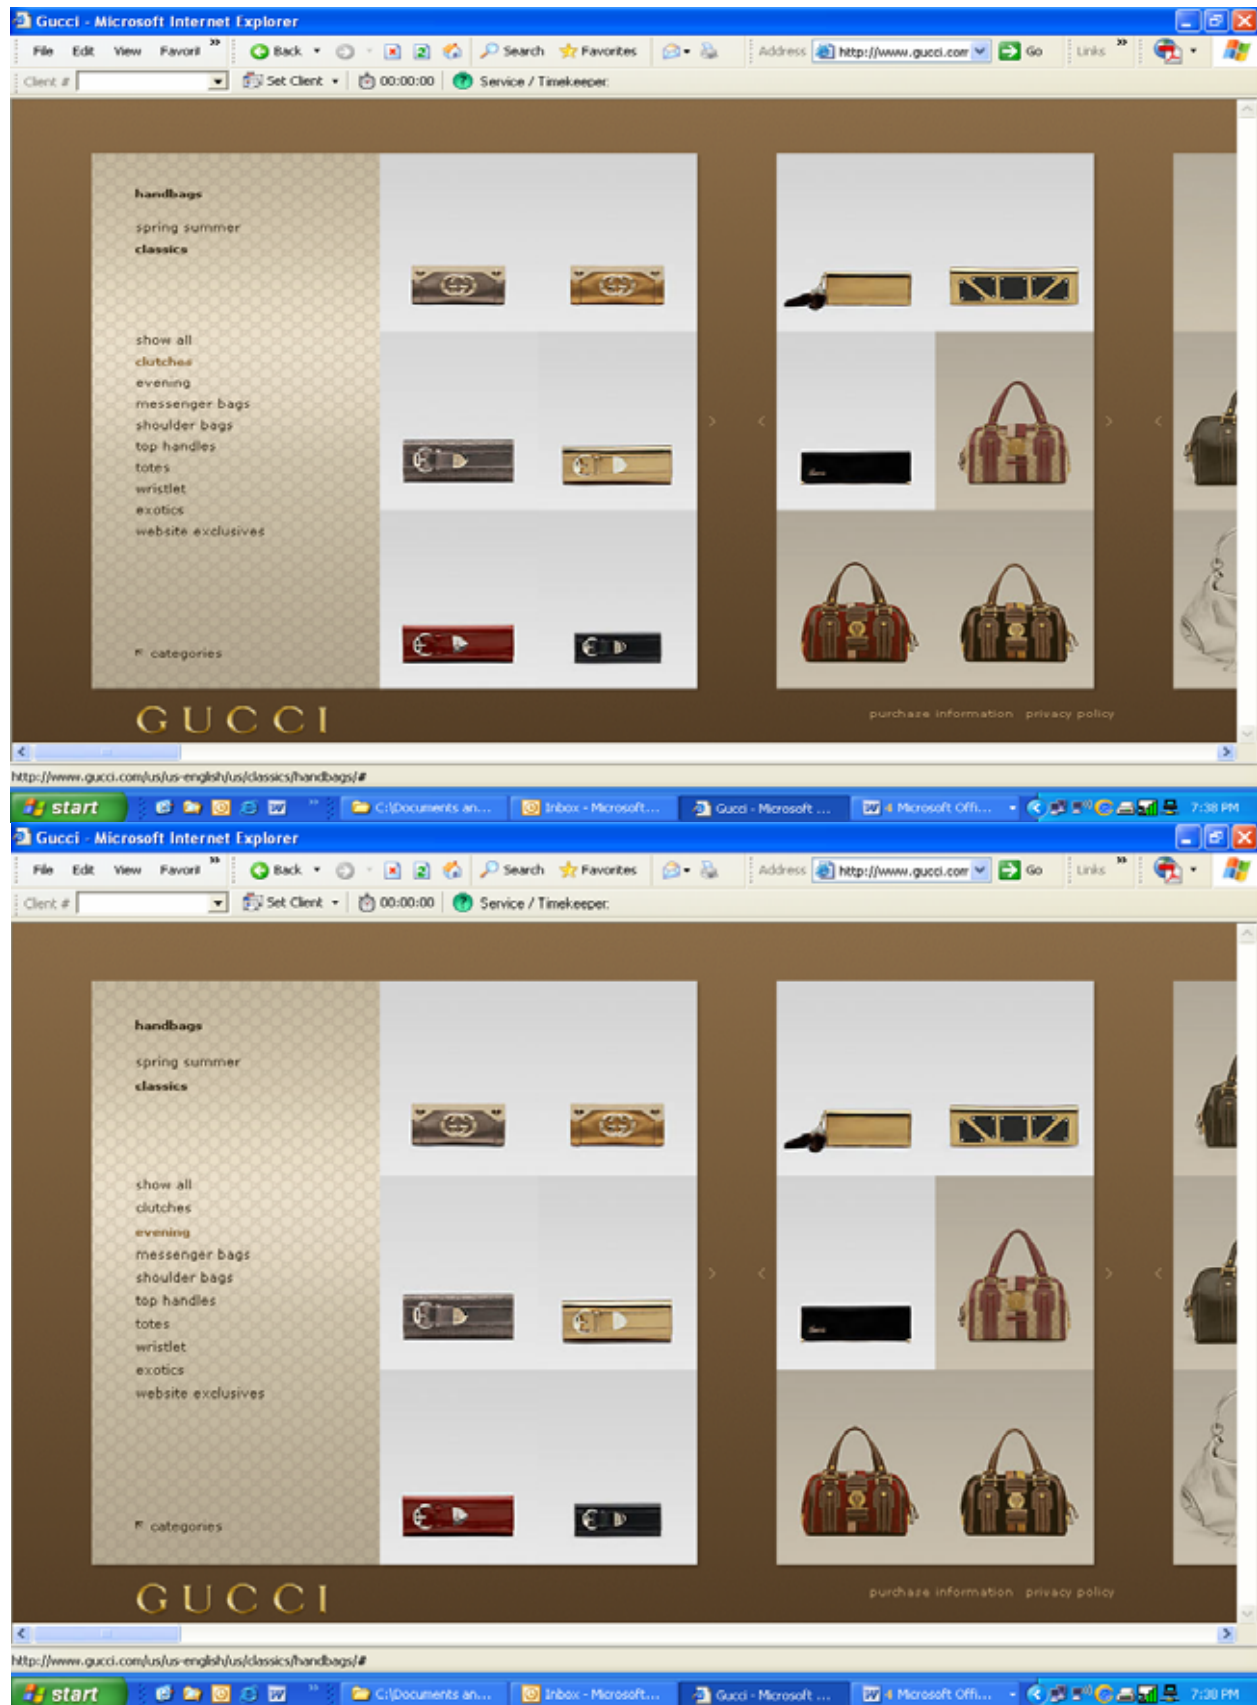 Gucci - Microsoft Internet Explorer
File Edit View Favorit » Back Search Favorites Address http://www.gucci.com Go Links »
Client # Set Client 00:00:00 Service / Timekeeper:
handbags
spring summer
classics
show all
clutches
evening
messenger bags
shoulder bags
top handles
totes
wristlet
exotics
website exclusives
categories
GUCCI
purchase information privacy policy
http://www.gucci.com/us/us-english/us/classics/handbags/#
start » C:\Documents an... Inbox - Microsoft... Gucci - Microsoft ... 4 Microsoft Offi... 7:38 PM
Gucci - Microsoft Internet Explorer
File Edit View Favorit » Back Search Favorites Address http://www.gucci.com Go Links »
Client # Set Client 00:00:00 Service / Timekeeper:
handbags
spring summer
classics
show all
clutches
evening
messenger bags
shoulder bags
top handles
totes
wristlet
exotics
website exclusives
categories
GUCCI
purchase information privacy policy
http://www.gucci.com/us/us-english/us/classics/handbags/#
start » C:\Documents an... Inbox - Microsoft... Gucci - Microsoft ... 4 Microsoft Offi... 7:38 PM